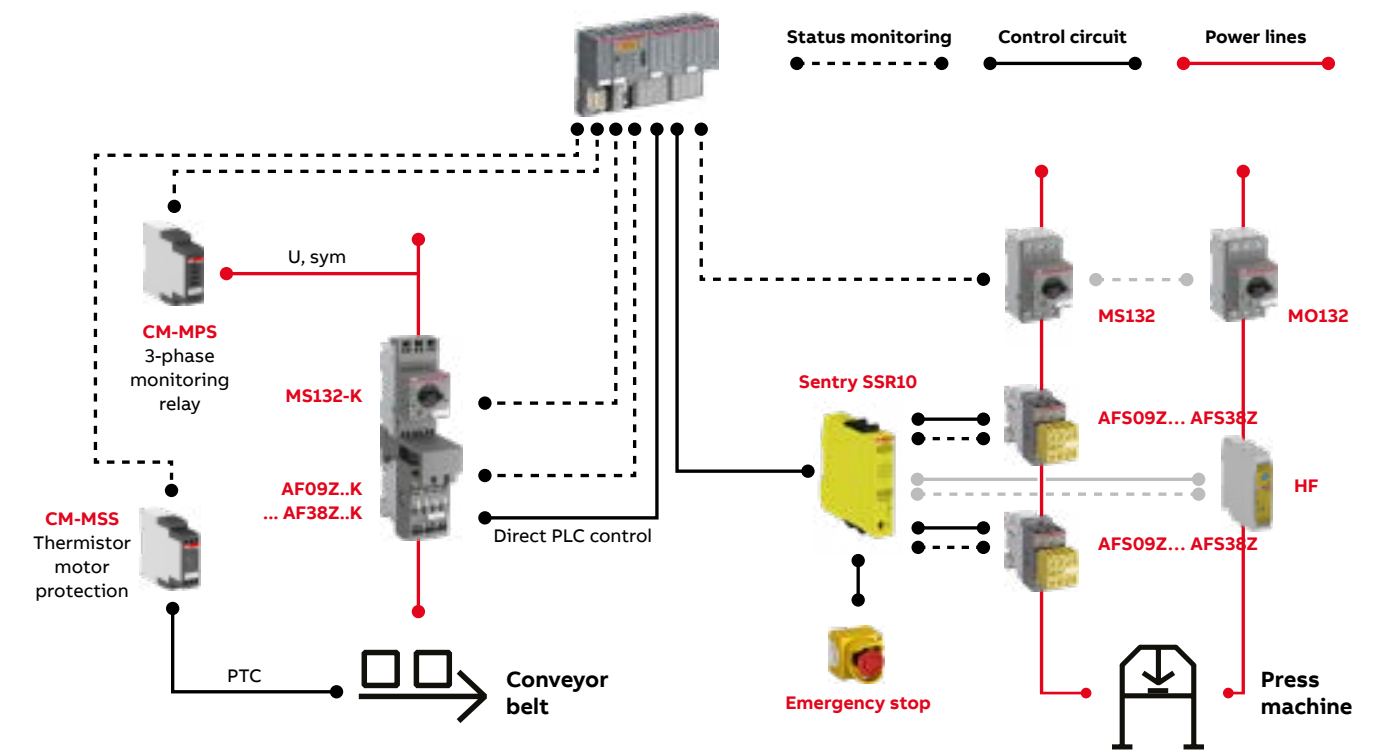 Status monitoring
Control circuit
Power lines
U, sym
CM-MPS
3-phase
monitoring
relay
MS132
MO132
MS132-K
Sentry SSR10
AFS09Z... AFS38Z
AF09Z..K
... AF38Z..K
HF
CM-MSS
Thermistor
motor
protection
Direct PLC control
AFS09Z... AFS38Z
PTC
Conveyor
belt
Emergency stop
Press
machine